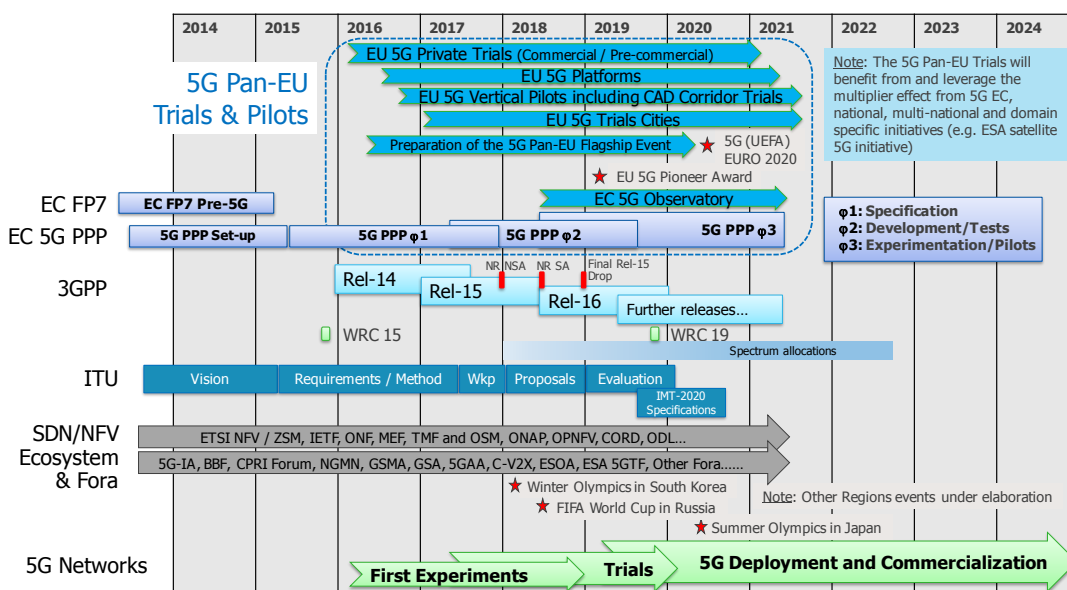 2014 2015 2016 2017 2018 2019 2020 2021 2022 2023 2024
5G Pan-EU
Trials & Pilots
EU 5G Private Trials (Commercial / Pre-commercial)
EU 5G Platforms
EU 5G Vertical Pilots including CAD Corridor Trials
EU 5G Trials Cities
Preparation of the 5G Pan-EU Flagship Event
5G (UEFA)
EURO 2020
EU 5G Pioneer Award
Note: The 5G Pan-EU Trials will
benefit from and leverage the
multiplier effect from 5G EC,
national, multi-national and domain
specific initiatives (e.g. ESA satellite
5G initiative)
EC FP7
EC FP7 Pre-5G
EC 5G Observatory
EC 5G PPP
5G PPP Set-up
5G PPP φ1
5G PPP φ2
5G PPP φ3
φ1: Specification
φ2: Development/Tests
φ3: Experimentation/Pilots
3GPP
NR NSA
NR SA
Final Rel-15
Drop
Rel-14
Rel-15
Rel-16
Further releases...
WRC 15
WRC 19
Spectrum allocations
ITU
Vision
Requirements / Method
Wkp
Proposals
Evaluation
IMT-2020
Specifications
SDN/NFV
Ecosystem
& Fora
ETSI NFV / ZSM, IETF, ONF, MEF, TMF and OSM, ONAP, OPNFV, CORD, ODL...
5G-IA, BBF, CPRI Forum, NGMN, GSMA, GSA, 5GAA, C-V2X, ESOA, ESA 5GTF, Other Fora......
Winter Olympics in South Korea
FIFA World Cup in Russia
Note: Other Regions events under elaboration
Summer Olympics in Japan
5G Networks
First Experiments
Trials
5G Deployment and Commercialization